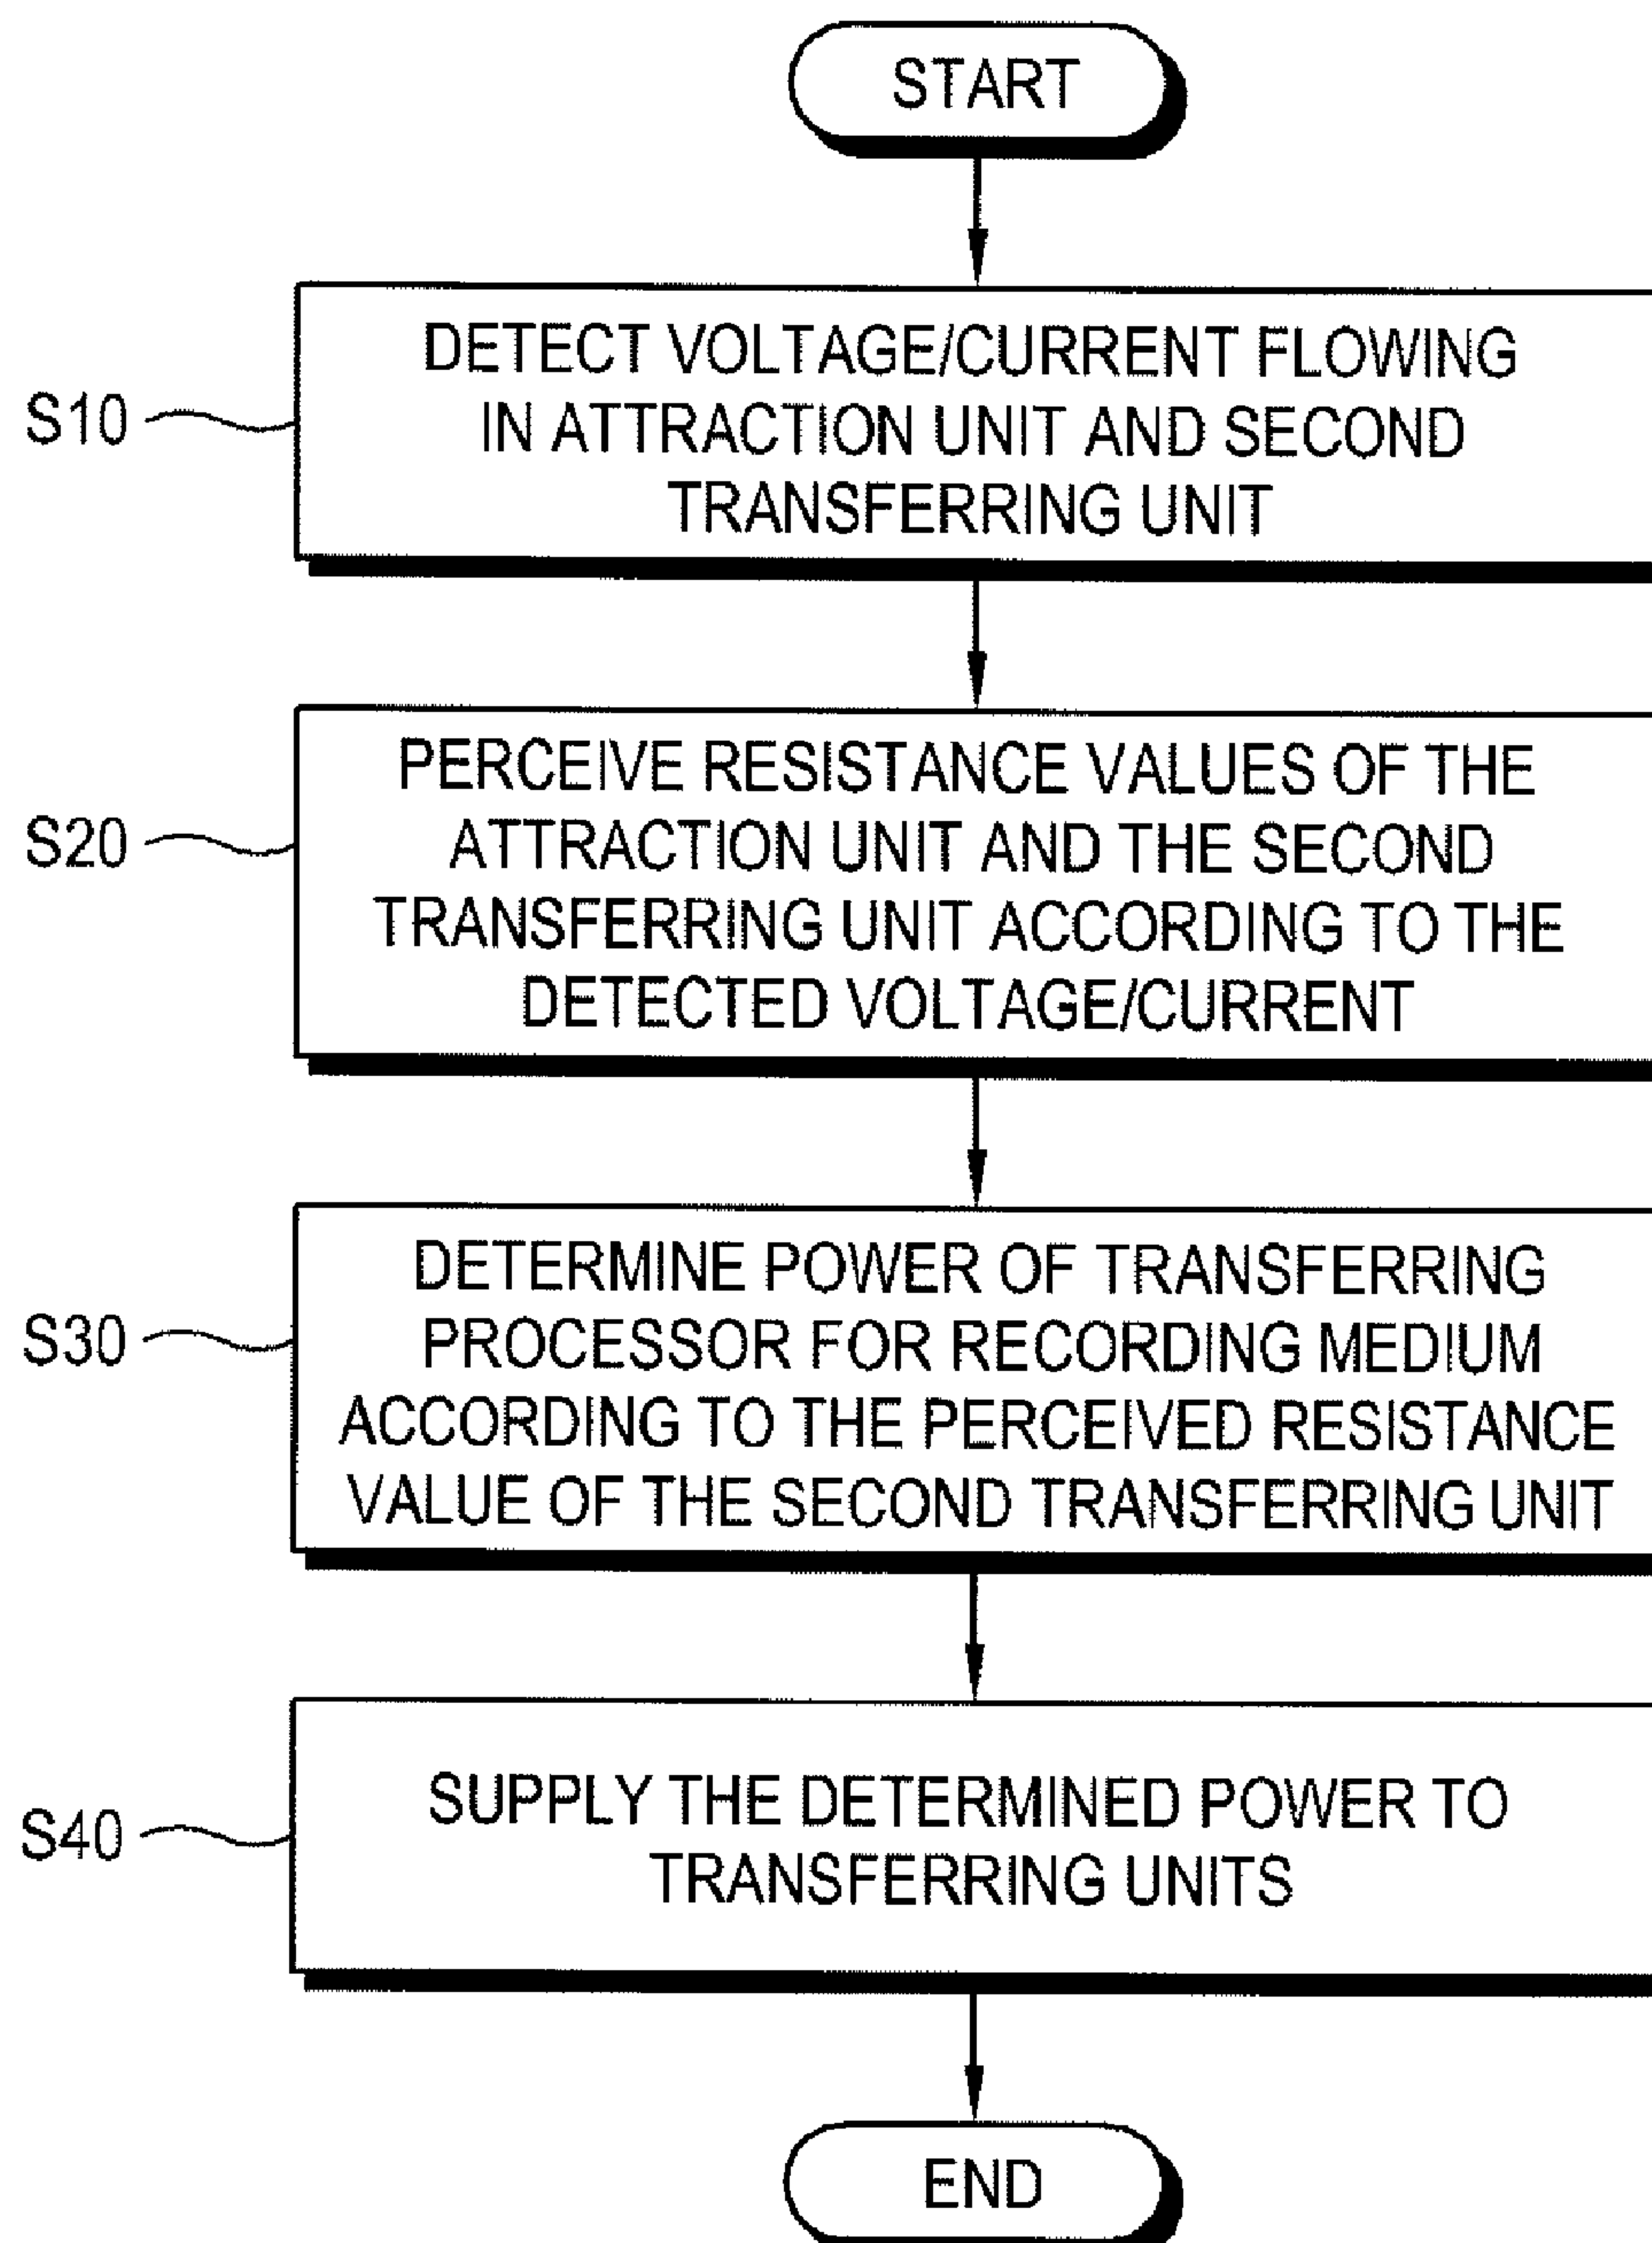 START
S10
DETECT VOLTAGE/CURRENT FLOWING
IN ATTRACTION UNIT AND SECOND
TRANSFERRING UNIT
S20
PERCEIVE RESISTANCE VALUES OF THE
ATTRACTION UNIT AND THE SECOND
TRANSFERRING UNIT ACCORDING TO THE
DETECTED VOLTAGE/CURRENT
S30
DETERMINE POWER OF TRANSFERRING
PROCESSOR FOR RECORDING MEDIUM
ACCORDING TO THE PERCEIVED RESISTANCE
VALUE OF THE SECOND TRANSFERRING UNIT
S40
SUPPLY THE DETERMINED POWER TO
TRANSFERRING UNITS
END